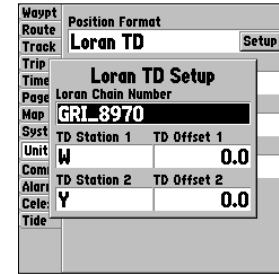 Waypt
Route
Track
Trip
Time
Page
Map
Syst
Unit
Com
Alar
Cele
Tide
Position Format
Loran TD
Setup
Loran TD Setup
Loran Chain Number
GRI_8970
TD Station 1 TD Offset 1
W 0.0
TD Station 2 TD Offset 2
Y 0.0